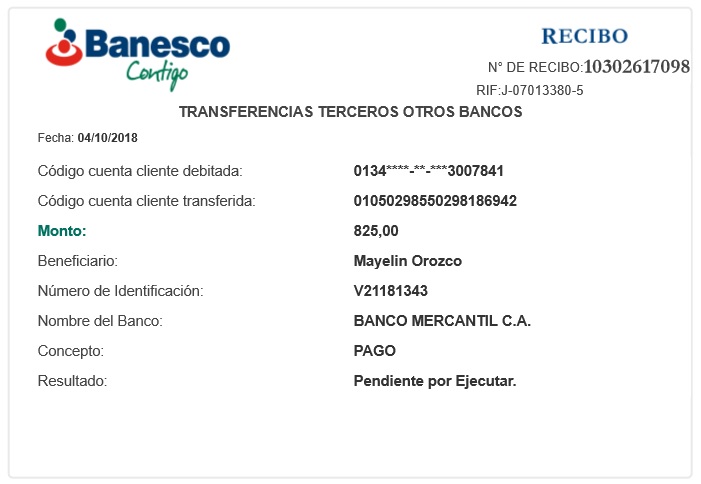 Banesco
Contigo
RECIBO
N° DE RECIBO:10302617098
RIF:J-07013380-5
TRANSFERENCIAS TERCEROS OTROS BANCOS
Fecha: 04/10/2018
Código cuenta cliente debitada: 0134****-**-***3007841
Código cuenta cliente transferida: 01050298550298186942
Monto: 825,00
Beneficiario: Mayelin Orozco
Número de Identificación: V21181343
Nombre del Banco: BANCO MERCANTIL C.A.
Concepto: PAGO
Resultado: Pendiente por Ejecutar.